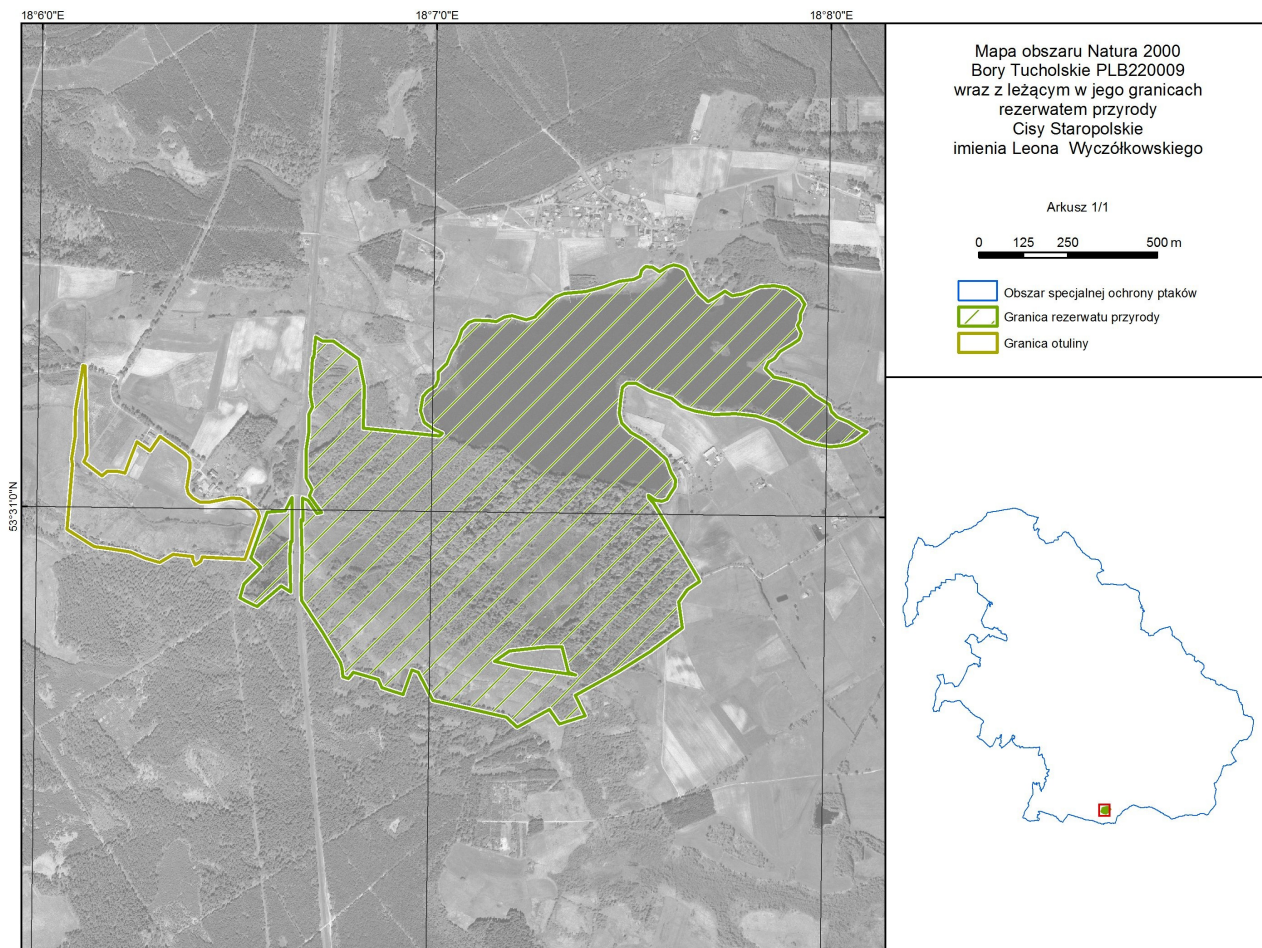 18°6'0"E
18°7'0"E
18°8'0"E
53°31'0"N
Mapa obszaru Natura 2000
Bory Tucholskie PLB220009
wraz z leżącym w jego granicach
rezerwatem przyrody
Cisy Staropolskie
imienia Leona Wyczółkowskiego
Arkusz 1/1
0 125 250 500 m
Obszar specjalnej ochrony ptaków
Granica rezerwatu przyrody
Granica otuliny